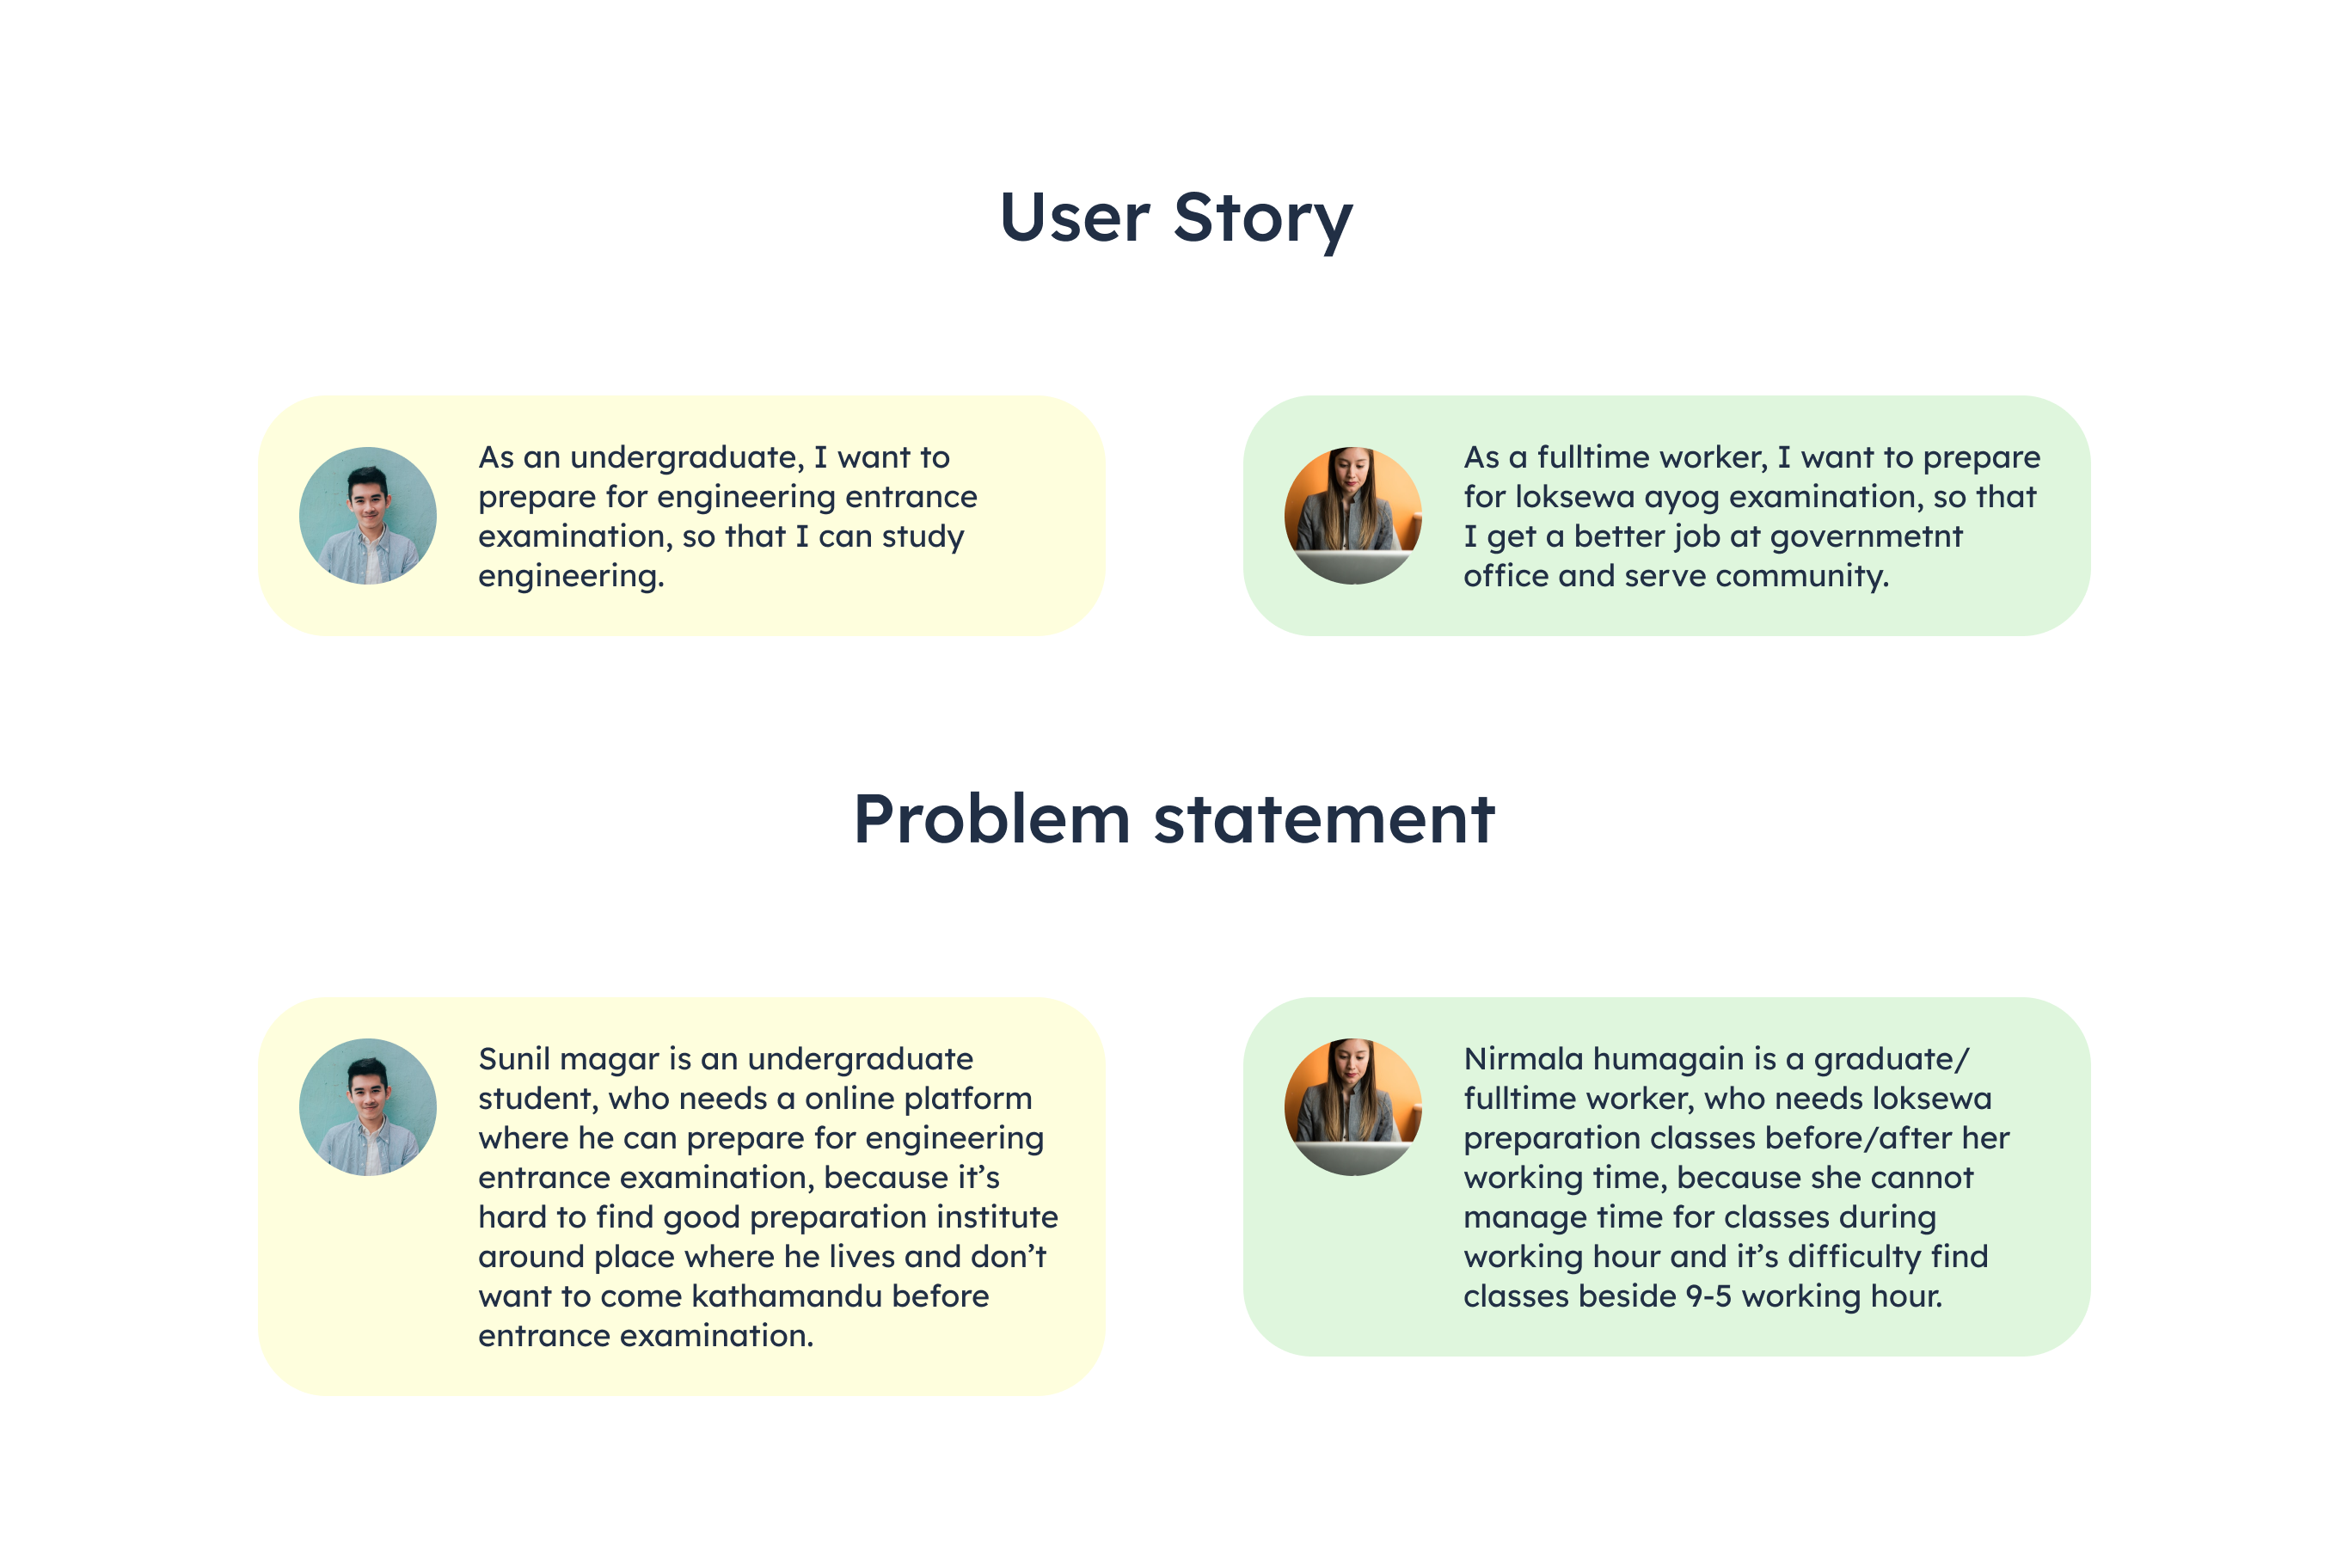 User Story
As an undergraduate, I want to
prepare for engineering entrance
examination, so that I can study
engineering.
As a fulltime worker, I want to prepare
for loksewa ayog examination, so that
I get a better job at governmetnt
office and serve community.
Problem statement
Sunil magar is an undergraduate
student, who needs a online platform
where he can prepare for engineering
entrance examination, because it’s
hard to find good preparation institute
around place where he lives and don’t
want to come kathamandu before
entrance examination.
Nirmala humagain is a graduate/
fulltime worker, who needs loksewa
preparation classes before/after her
working time, because she cannot
manage time for classes during
working hour and it’s difficulty find
classes beside 9-5 working hour.